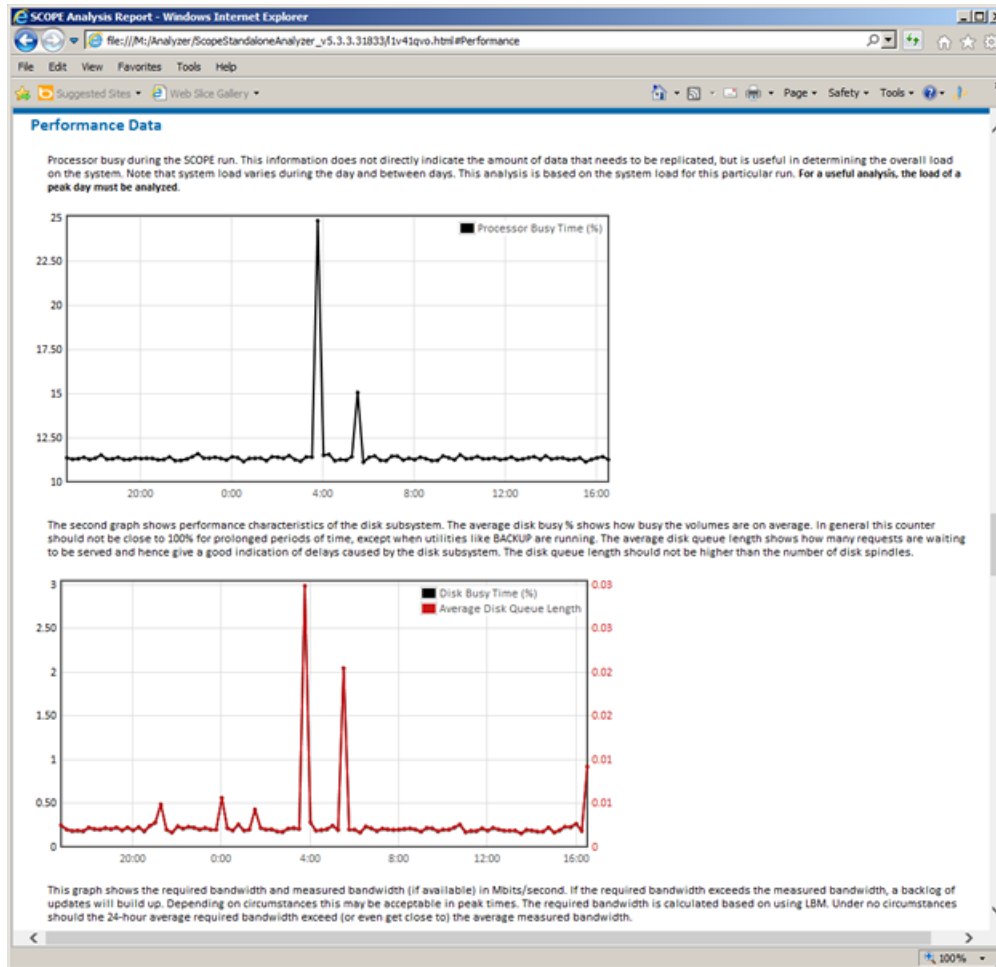 SCOPE Analysis Report - Windows Internet Explorer
file:///M:/Analyzer/ScopeStandaloneAnalyzer_v5.3.3.31833/l1v41qvo.html#Performance
File Edit View Favorites Tools Help
Suggested Sites Web Slice Gallery Page Safety Tools
Performance Data
Processor busy during the SCOPE run. This information does not directly indicate the amount of data that needs to be replicated, but is useful in determining the overall load
on the system. Note that system load varies during the day and between days. This analysis is based on the system load for this particular run. For a useful analysis, the load of a
peak day must be analyzed.
25
Processor Busy Time (%)
22.50
20
17.50
15
12.50
10
20:00 0:00 4:00 8:00 12:00 16:00
The second graph shows performance characteristics of the disk subsystem. The average disk busy % shows how busy the volumes are on average. In general this counter
should not be close to 100% for prolonged periods of time, except when utilities like BACKUP are running. The average disk queue length shows how many requests are waiting
to be served and hence give a good indication of delays caused by the disk subsystem. The disk queue length should not be higher than the number of disk spindles.
3 Disk Busy Time (%) 0.03
Average Disk Queue Length
2.50 0.03
2 0.02
1.50 0.02
1 0.01
0.50 0.01
0 0
20:00 0:00 4:00 8:00 12:00 16:00
This graph shows the required bandwidth and measured bandwidth (if available) in Mbits/second. If the required bandwidth exceeds the measured bandwidth, a backlog of
updates will build up. Depending on circumstances this may be acceptable in peak times. The required bandwidth is calculated based on using LBM. Under no circumstances
should the 24-hour average required bandwidth exceed (or even get close to) the average measured bandwidth.
100%